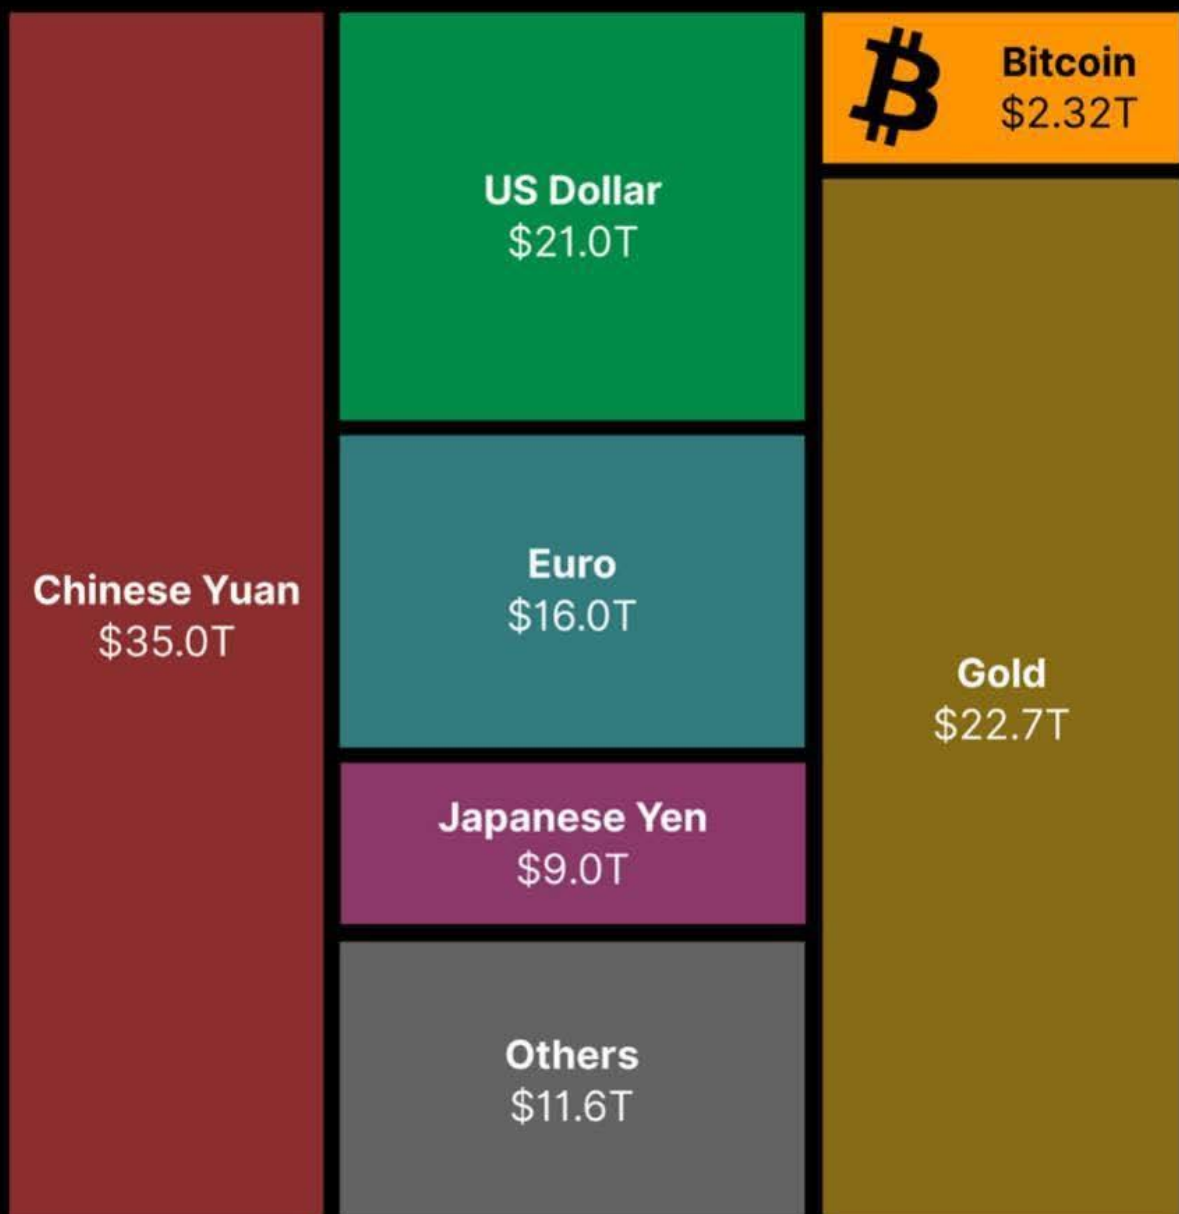 Chinese Yuan
$35.0T
US Dollar
$21.0T
Euro
$16.0T
Japanese Yen
$9.0T
Others
$11.6T
Bitcoin
$2.32T
Gold
$22.7T